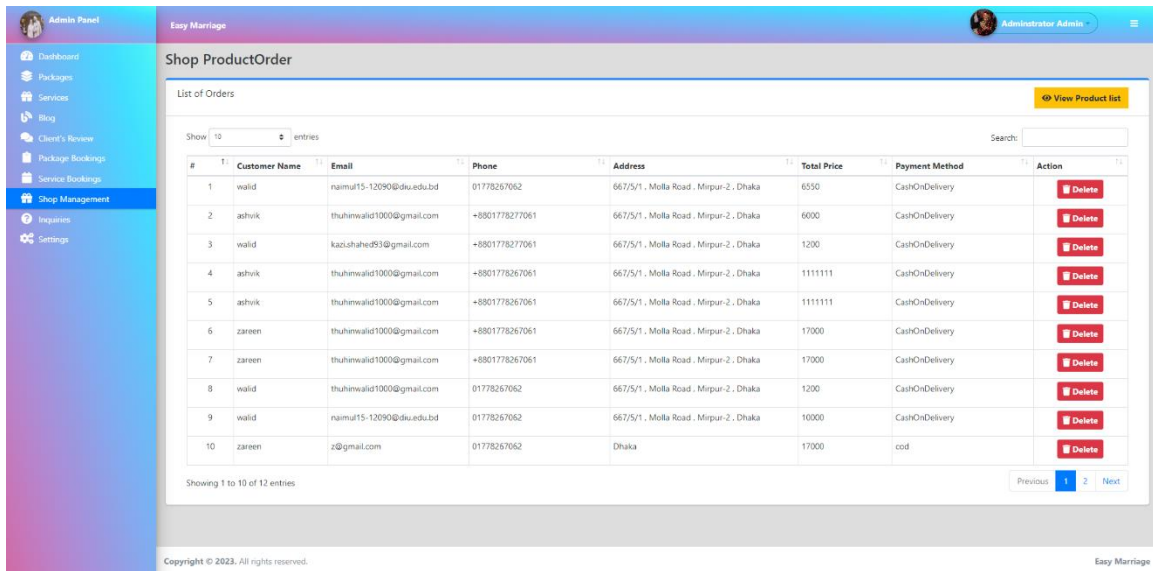 Admin Panel
Easy Marriage
Adminstrator Admin
Dashboard
Packages
Services
Blog
Client's Review
Package Bookings
Service Bookings
Shop Management
Inquiries
Settings
Shop ProductOrder
List of Orders
View Product list
Show 10 entries
Search:
# Customer Name Email Phone Address Total Price Payment Method Action
1 walid naimul15-12090@diu.edu.bd 01778267062 667/5/1 , Molla Road , Mirpur-2 , Dhaka 6550 CashOnDelivery Delete
2 ashvik thuhinwalid1000@gmail.com +8801778277061 667/5/1 , Molla Road , Mirpur-2 , Dhaka 6000 CashOnDelivery Delete
3 walid kazi.shahed93@gmail.com +8801778277061 667/5/1 , Molla Road , Mirpur-2 , Dhaka 1200 CashOnDelivery Delete
4 ashvik thuhinwalid1000@gmail.com +8801778267061 667/5/1 , Molla Road , Mirpur-2 , Dhaka 1111111 CashOnDelivery Delete
5 ashvik thuhinwalid1000@gmail.com +8801778267061 667/5/1 , Molla Road , Mirpur-2 , Dhaka 1111111 CashOnDelivery Delete
6 zareen thuhinwalid1000@gmail.com +8801778267061 667/5/1 , Molla Road , Mirpur-2 , Dhaka 17000 CashOnDelivery Delete
7 zareen thuhinwalid1000@gmail.com +8801778267061 667/5/1 , Molla Road , Mirpur-2 , Dhaka 17000 CashOnDelivery Delete
8 walid thuhinwalid1000@gmail.com 01778267062 667/5/1 , Molla Road , Mirpur-2 , Dhaka 1200 CashOnDelivery Delete
9 walid naimul15-12090@diu.edu.bd 01778267062 667/5/1 , Molla Road , Mirpur-2 , Dhaka 10000 CashOnDelivery Delete
10 zareen z@gmail.com 01778267062 Dhaka 17000 cod Delete
Showing 1 to 10 of 12 entries
Previous 1 2 Next
Copyright © 2023. All rights reserved.
Easy Marriage